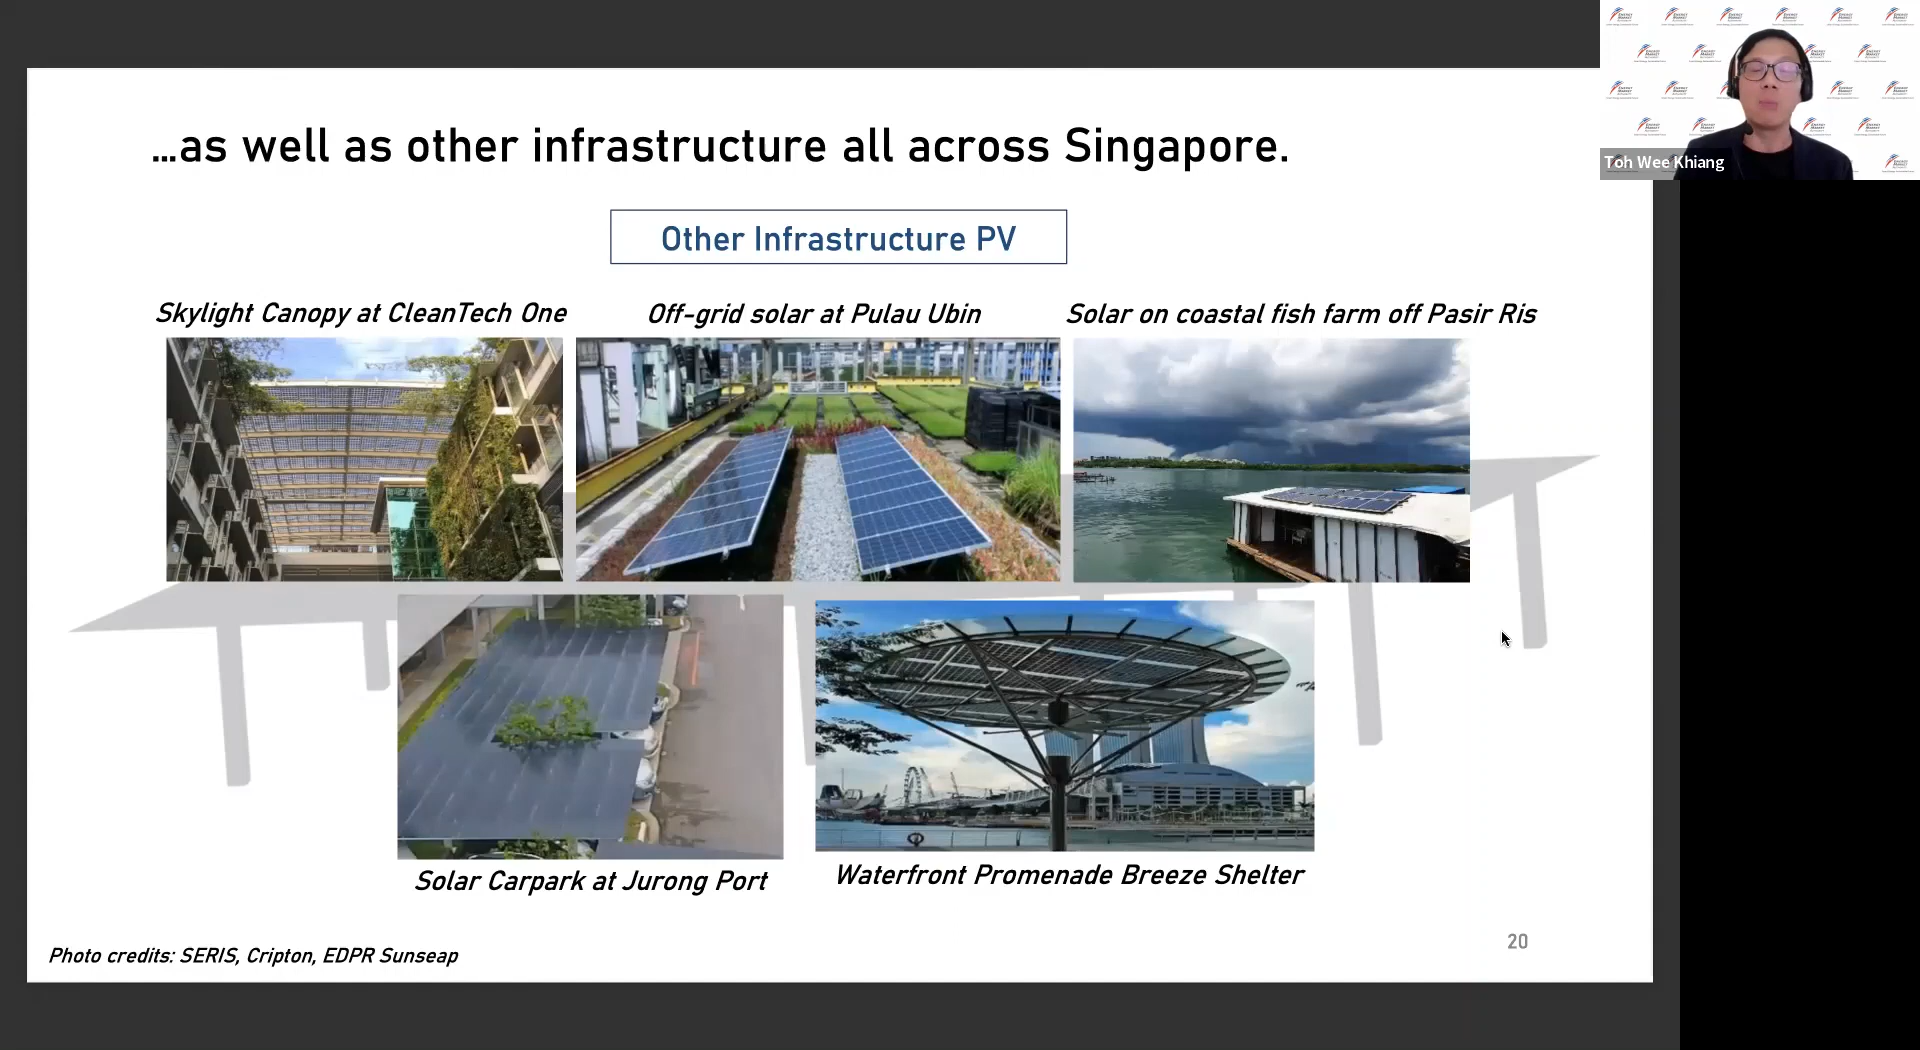 …as well as other infrastructure all across Singapore.
Other Infrastructure PV
Skylight Canopy at CleanTech One
Off-grid solar at Pulau Ubin
Solar on coastal fish farm off Pasir Ris
Solar Carpark at Jurong Port
Waterfront Promenade Breeze Shelter
Photo credits: SERIS, Cripton, EDPR Sunseap
20
Toh Wee Khiang